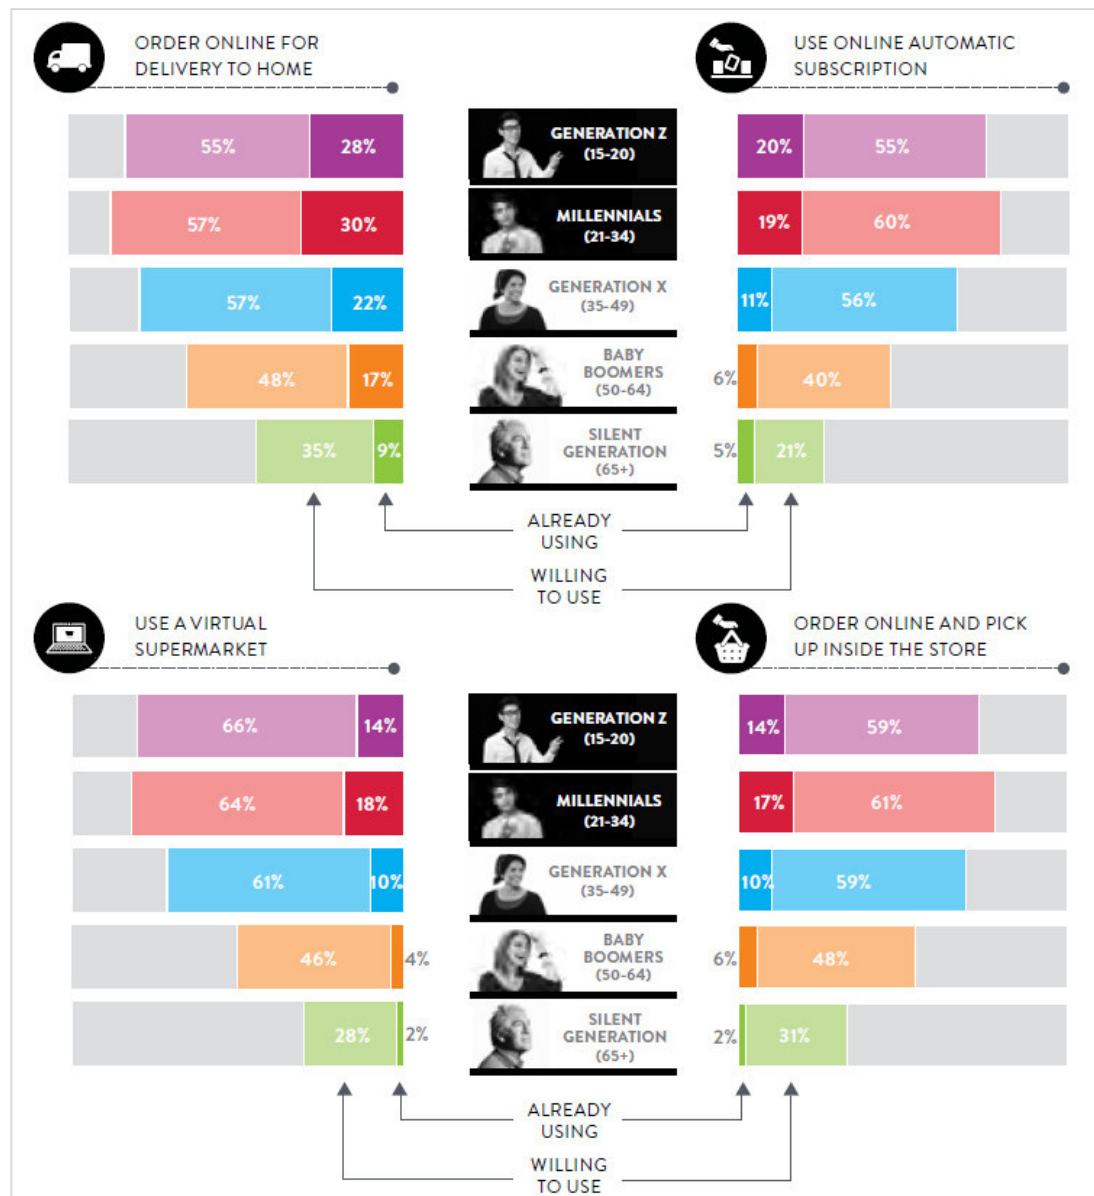 ORDER ONLINE FOR
DELIVERY TO HOME
USE ONLINE AUTOMATIC
SUBSCRIPTION
55% 28%
GENERATION Z
(15-20)
20% 55%
57% 30%
MILLENNIALS
(21-34)
19% 60%
57% 22%
GENERATION X
(35-49)
11% 56%
48% 17%
BABY
BOOMERS
(50-64)
6% 40%
35% 9%
SILENT
GENERATION
(65+)
5% 21%
ALREADY
USING
WILLING
TO USE
USE A VIRTUAL
SUPERMARKET
ORDER ONLINE AND PICK
UP INSIDE THE STORE
66% 14%
GENERATION Z
(15-20)
14% 59%
64% 18%
MILLENNIALS
(21-34)
17% 61%
61% 10%
GENERATION X
(35-49)
10% 59%
46% 4%
BABY
BOOMERS
(50-64)
6% 48%
28% 2%
SILENT
GENERATION
(65+)
2% 31%
ALREADY
USING
WILLING
TO USE